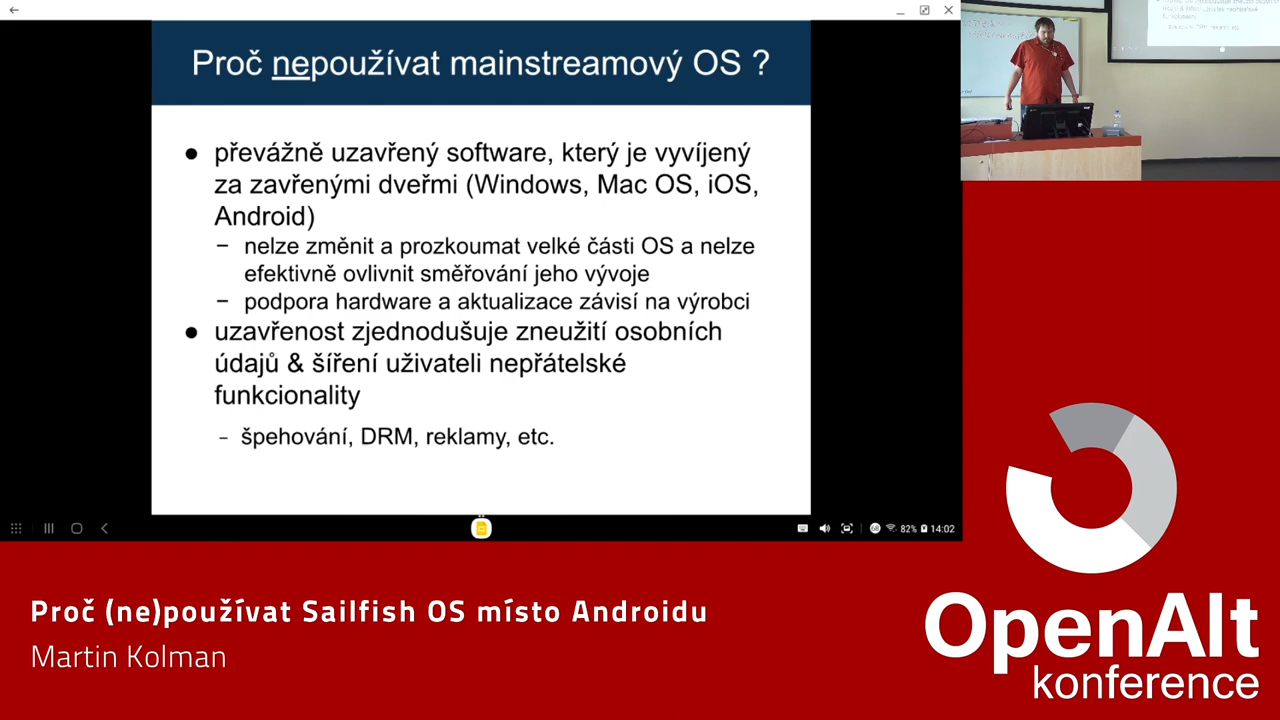 Proč nepoužívat mainstreamový OS ?
● převážně uzavřený software, který je vyvíjený
za zavřenými dveřmi (Windows, Mac OS, iOS,
Android)
− nelze změnit a prozkoumat velké části OS a nelze
efektivně ovlivnit směřování jeho vývoje
− podpora hardware a aktualizace závisí na výrobci
● uzavřenost zjednodušuje zneužití osobních
údajů & šíření uživateli nepřátelské
funkcionality
− špehování, DRM, reklamy, etc.
68 82% 14:02
Proč (ne)používat Sailfish OS místo Androidu
Martin Kolman
OpenAlt
konference